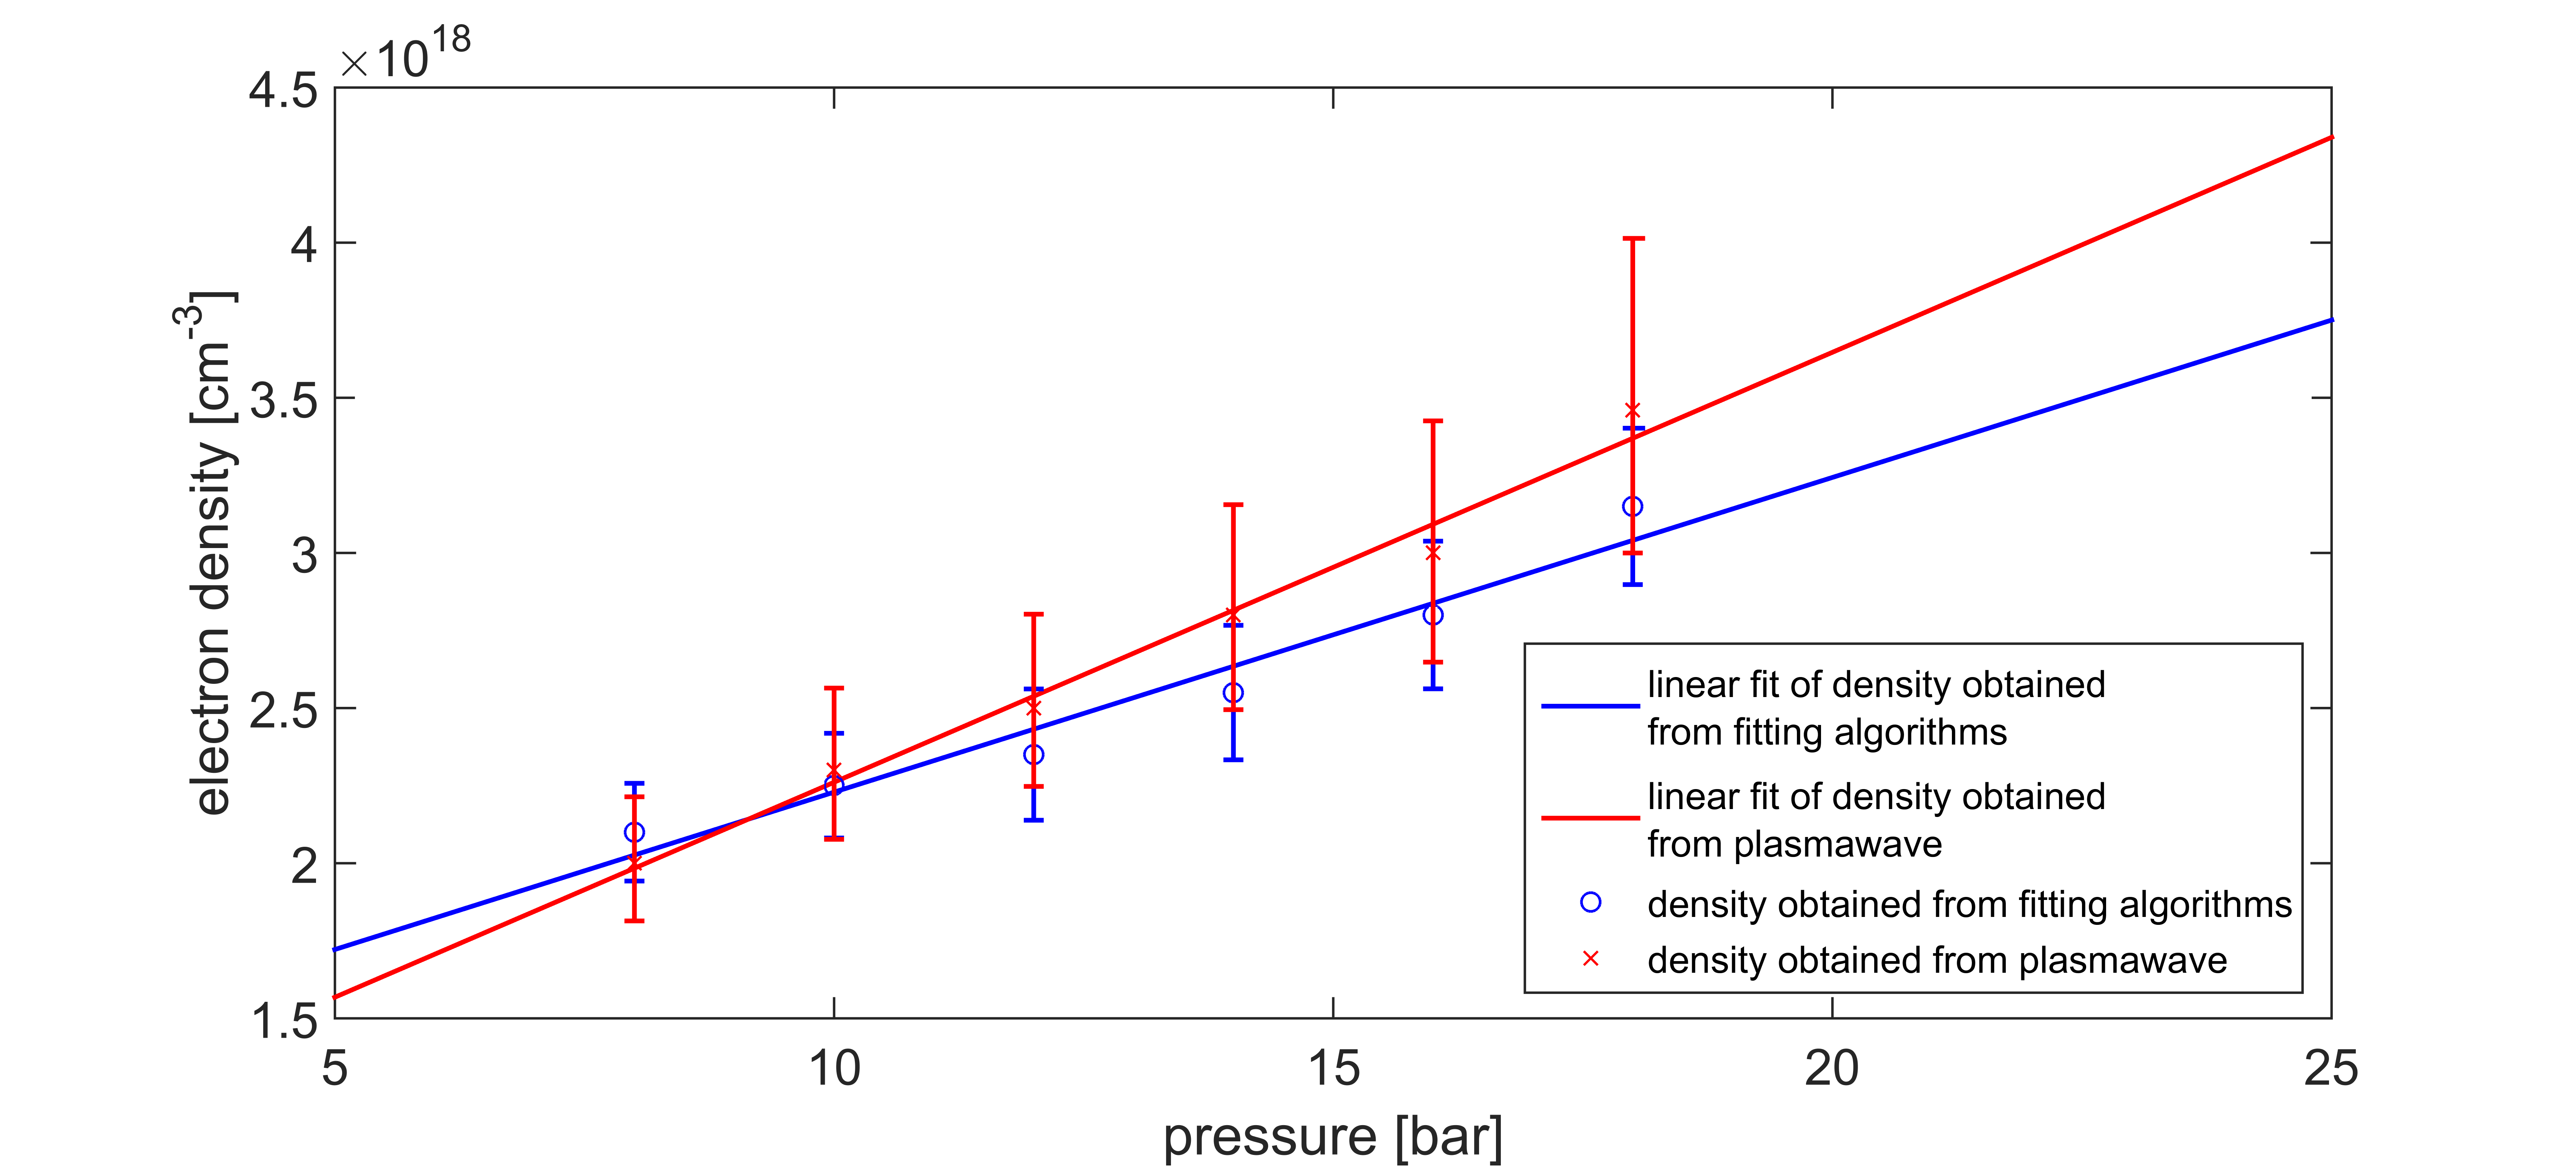 ×10^18
4.5
4
3.5
3
2.5
2
1.5
electron density [cm^-3]
5 10 15 20 25
pressure [bar]
linear fit of density obtained
from fitting algorithms
linear fit of density obtained
from plasmawave
density obtained from fitting algorithms
density obtained from plasmawave